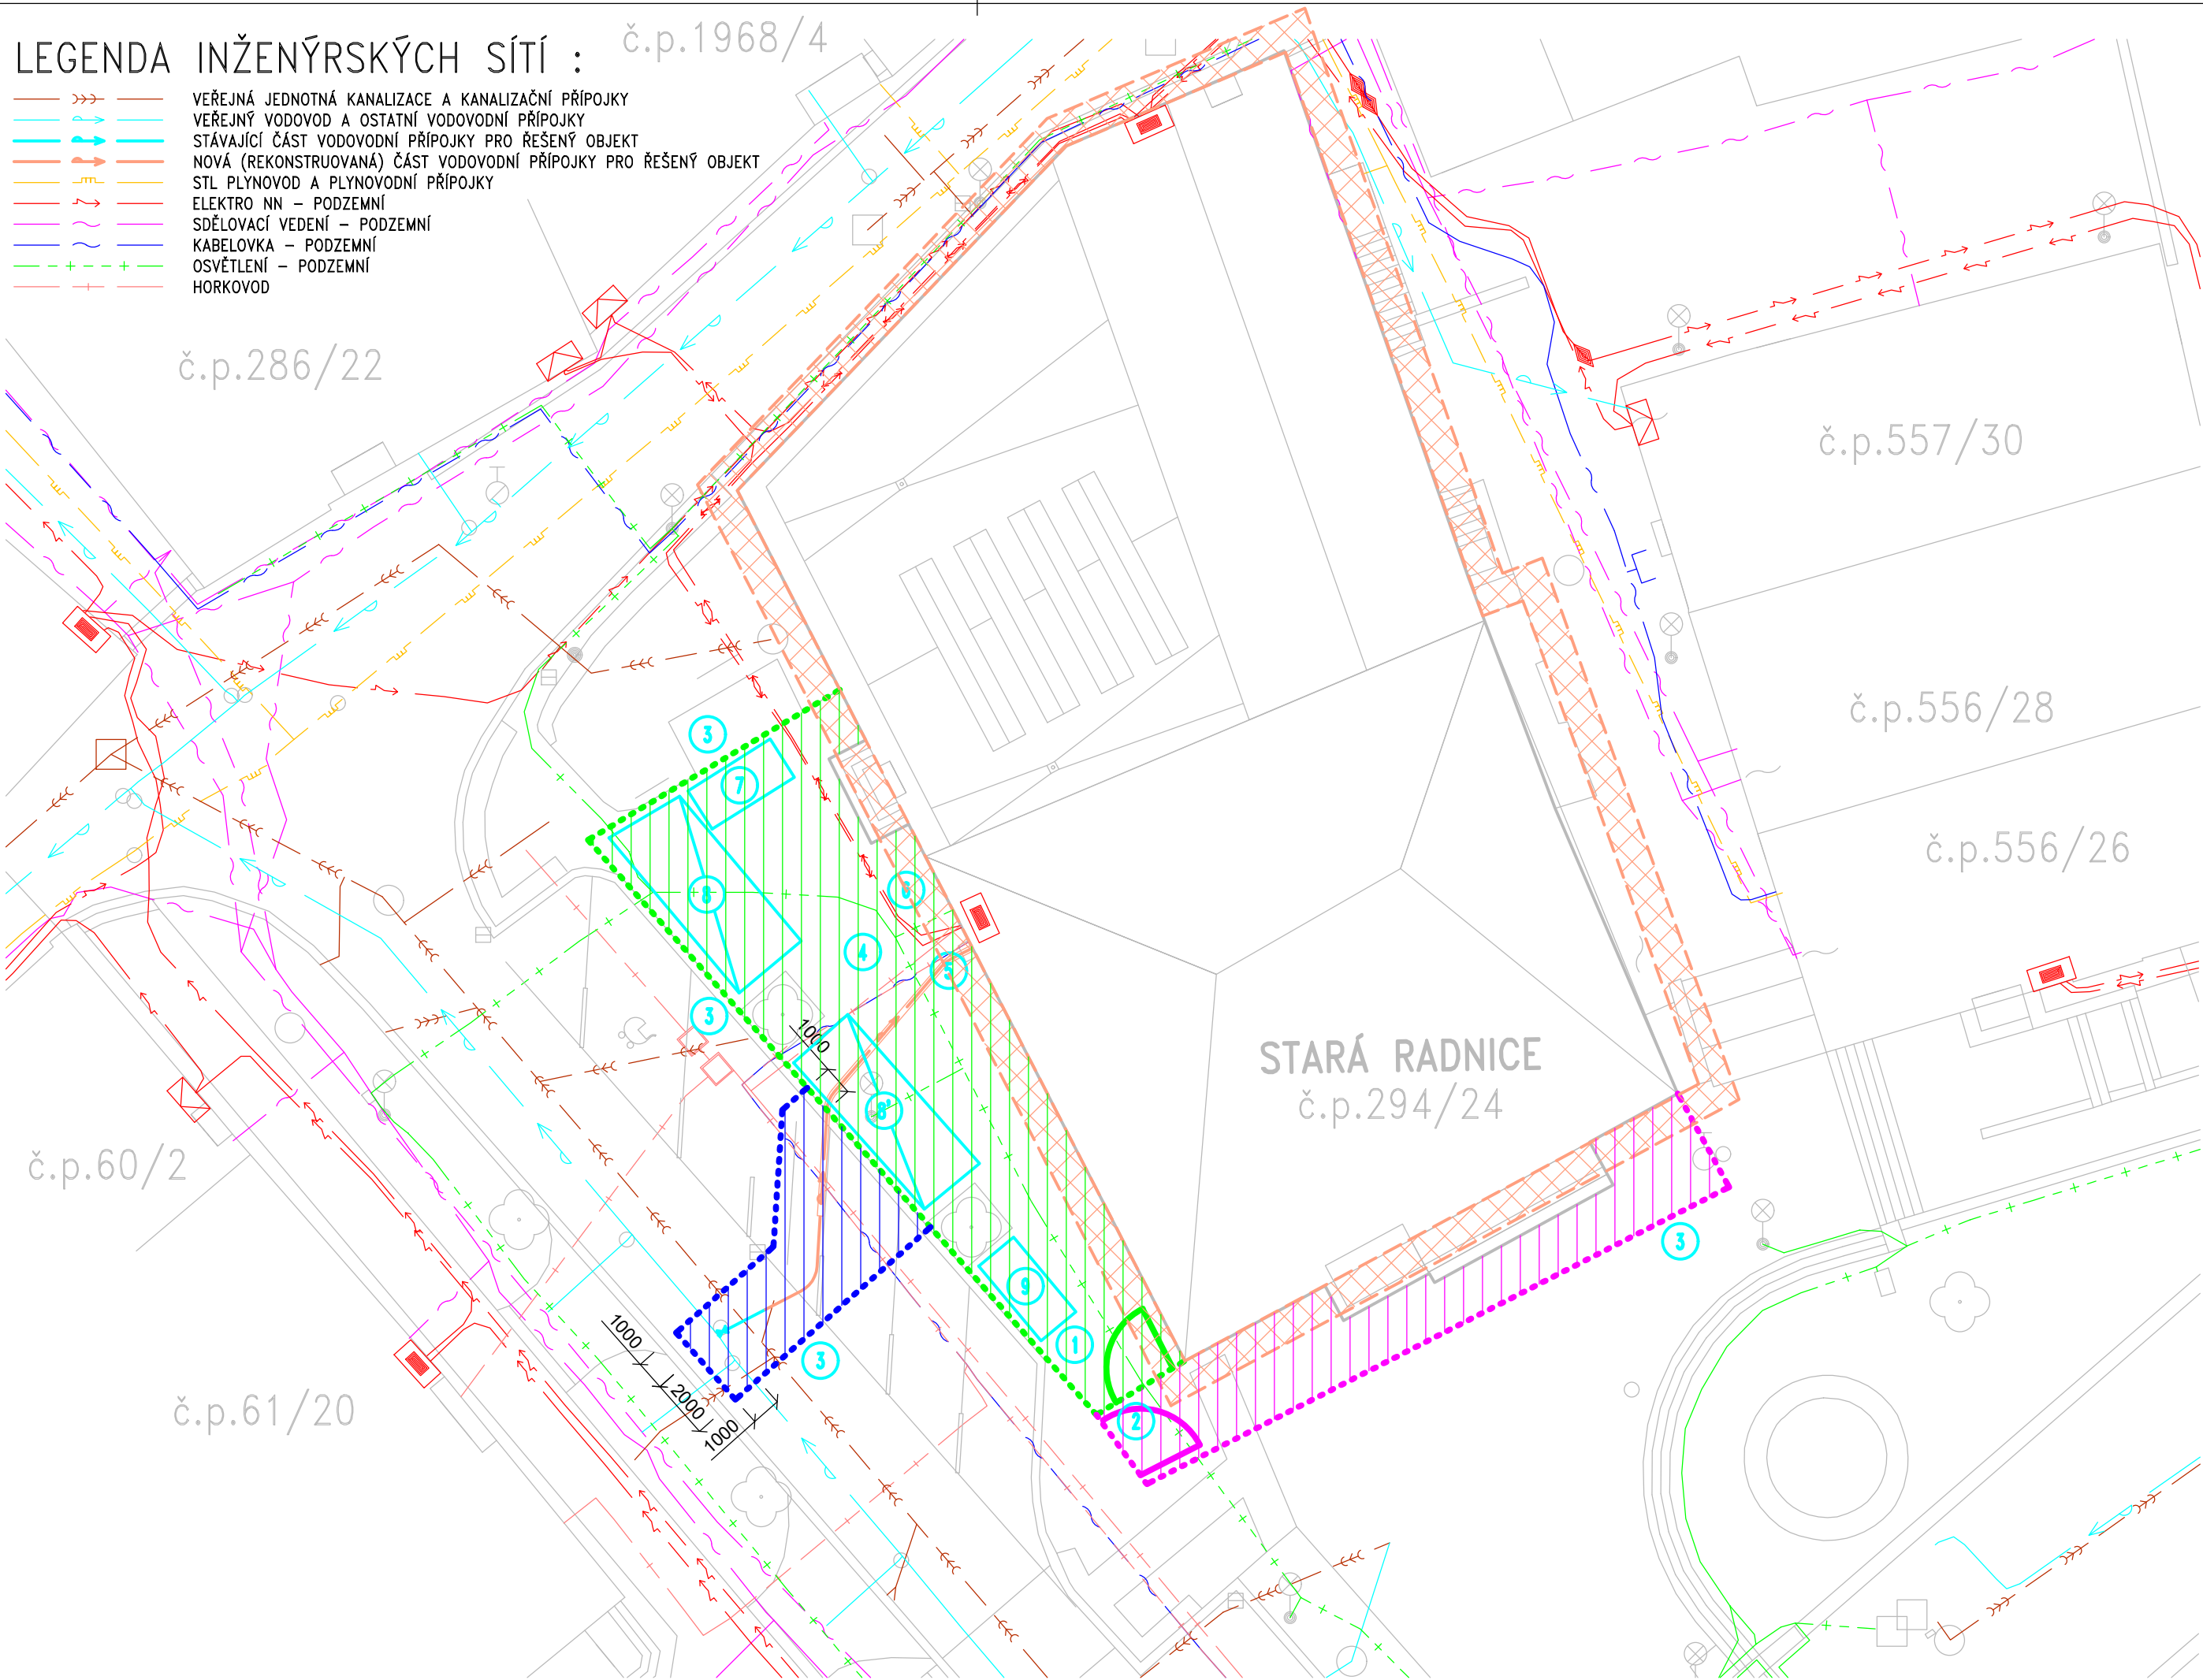 č.p.1968/4
LEGENDA INŽENÝRSKÝCH SÍTÍ :
VEŘEJNÁ JEDNOTNÁ KANALIZACE A KANALIZAČNÍ PŘÍPOJKY
VEŘEJNÝ VODOVOD A OSTATNÍ VODOVODNÍ PŘÍPOJKY
STÁVAJÍCÍ ČÁST VODOVODNÍ PŘÍPOJKY PRO ŘEŠENÝ OBJEKT
NOVÁ (REKONSTRUOVANÁ) ČÁST VODOVODNÍ PŘÍPOJKY PRO ŘEŠENÝ OBJEKT
STL PLYNOVOD A PLYNOVODNÍ PŘÍPOJKY
ELEKTRO NN – PODZEMNÍ
SDĚLOVACÍ VEDENÍ – PODZEMNÍ
KABELOVKA – PODZEMNÍ
OSVĚTLENÍ – PODZEMNÍ
HORKOVOD
č.p.286/22
č.p.557/30
č.p.556/28
3
7
č.p.556/26
8
6
4
5
3
1000
STARÁ RADNICE
č.p.294/24
8'
č.p.60/2
3
9
1
3
1000
2000
1000
č.p.61/20
2